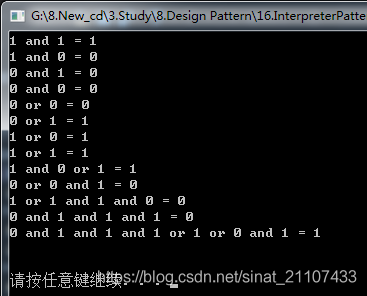 G:\8.New_cd\3.Study\8.Design Pattern\16.InterpreterPatte
1 and 1 = 1
1 and 0 = 0
0 and 1 = 0
0 and 0 = 0
0 or 0 = 0
0 or 1 = 1
1 or 0 = 1
1 or 1 = 1
1 and 0 or 1 = 1
0 or 0 and 1 = 0
1 or 1 and 1 and 0 = 0
0 and 1 and 1 and 1 = 0
0 and 1 and 1 and 1 or 1 or 0 and 1 = 1
请按任意键继续. . .
https://blog.csdn.net/sinat_21107433